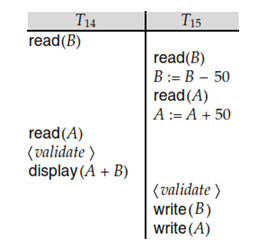 T14 T15
read(B)
read(B)
B := B − 50
read(A)
A := A + 50
read(A)
⟨validate⟩
display(A + B)
⟨validate⟩
write(B)
write(A)